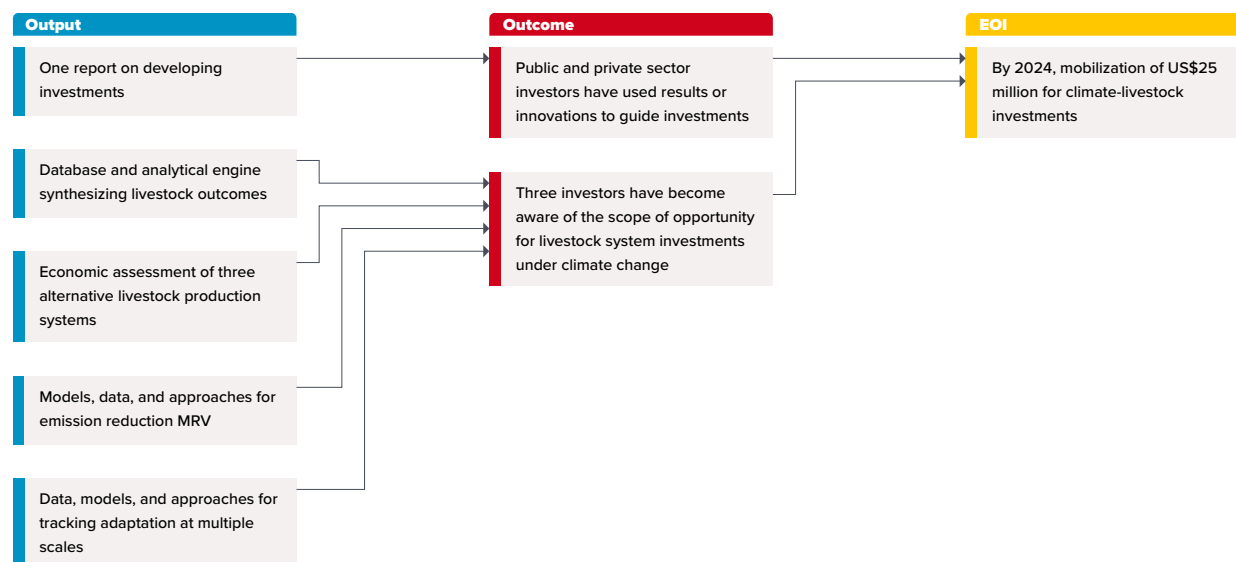 Output
One report on developing
investments
Database and analytical engine
synthesizing livestock outcomes
Economic assessment of three
alternative livestock production
systems
Models, data, and approaches for
emission reduction MRV
Data, models, and approaches for
tracking adaptation at multiple
scales
Outcome
Public and private sector
investors have used results or
innovations to guide investments
Three investors have become
aware of the scope of opportunity
for livestock system investments
under climate change
EOI
By 2024, mobilization of US$25
million for climate-livestock
investments